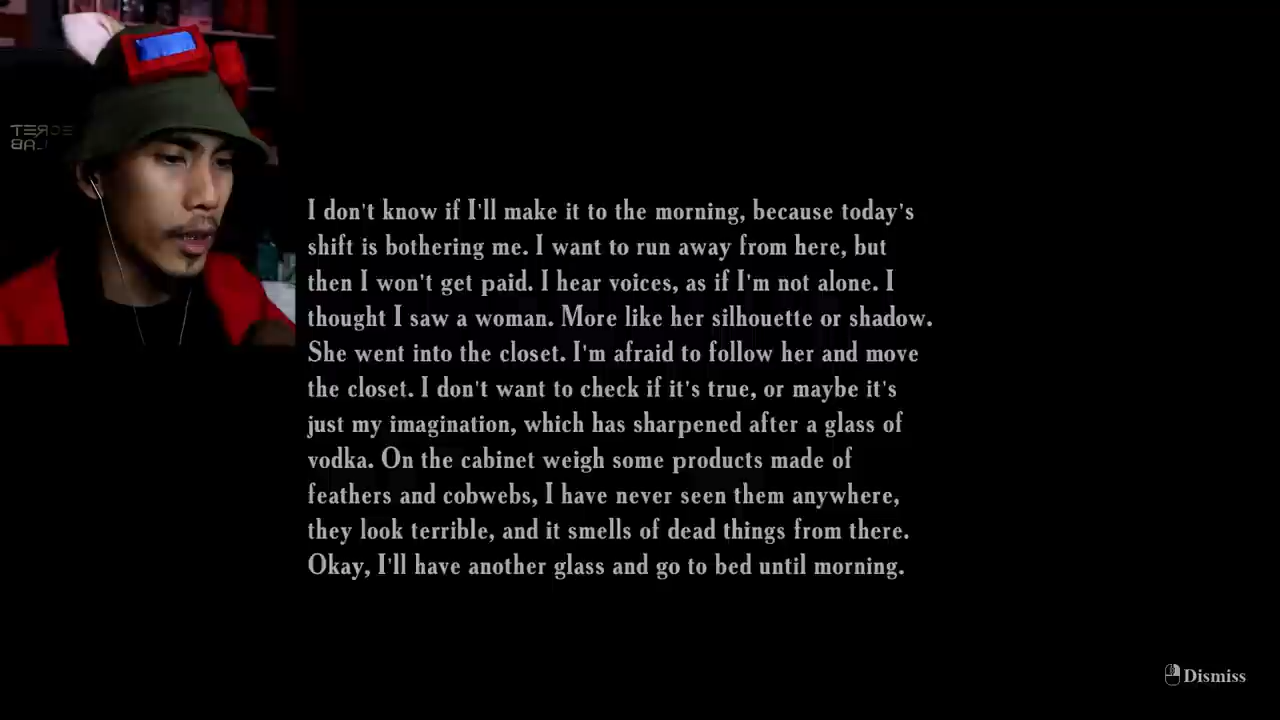 I don't know if I'll make it to the morning, because today's
shift is bothering me. I want to run away from here, but
then I won't get paid. I hear voices, as if I'm not alone. I
thought I saw a woman. More like her silhouette or shadow.
She went into the closet. I'm afraid to follow her and move
the closet. I don't want to check if it's true, or maybe it's
just my imagination, which has sharpened after a glass of
vodka. On the cabinet weigh some products made of
feathers and cobwebs, I have never seen them anywhere,
they look terrible, and it smells of dead things from there.
Okay, I'll have another glass and go to bed until morning.
Dismiss